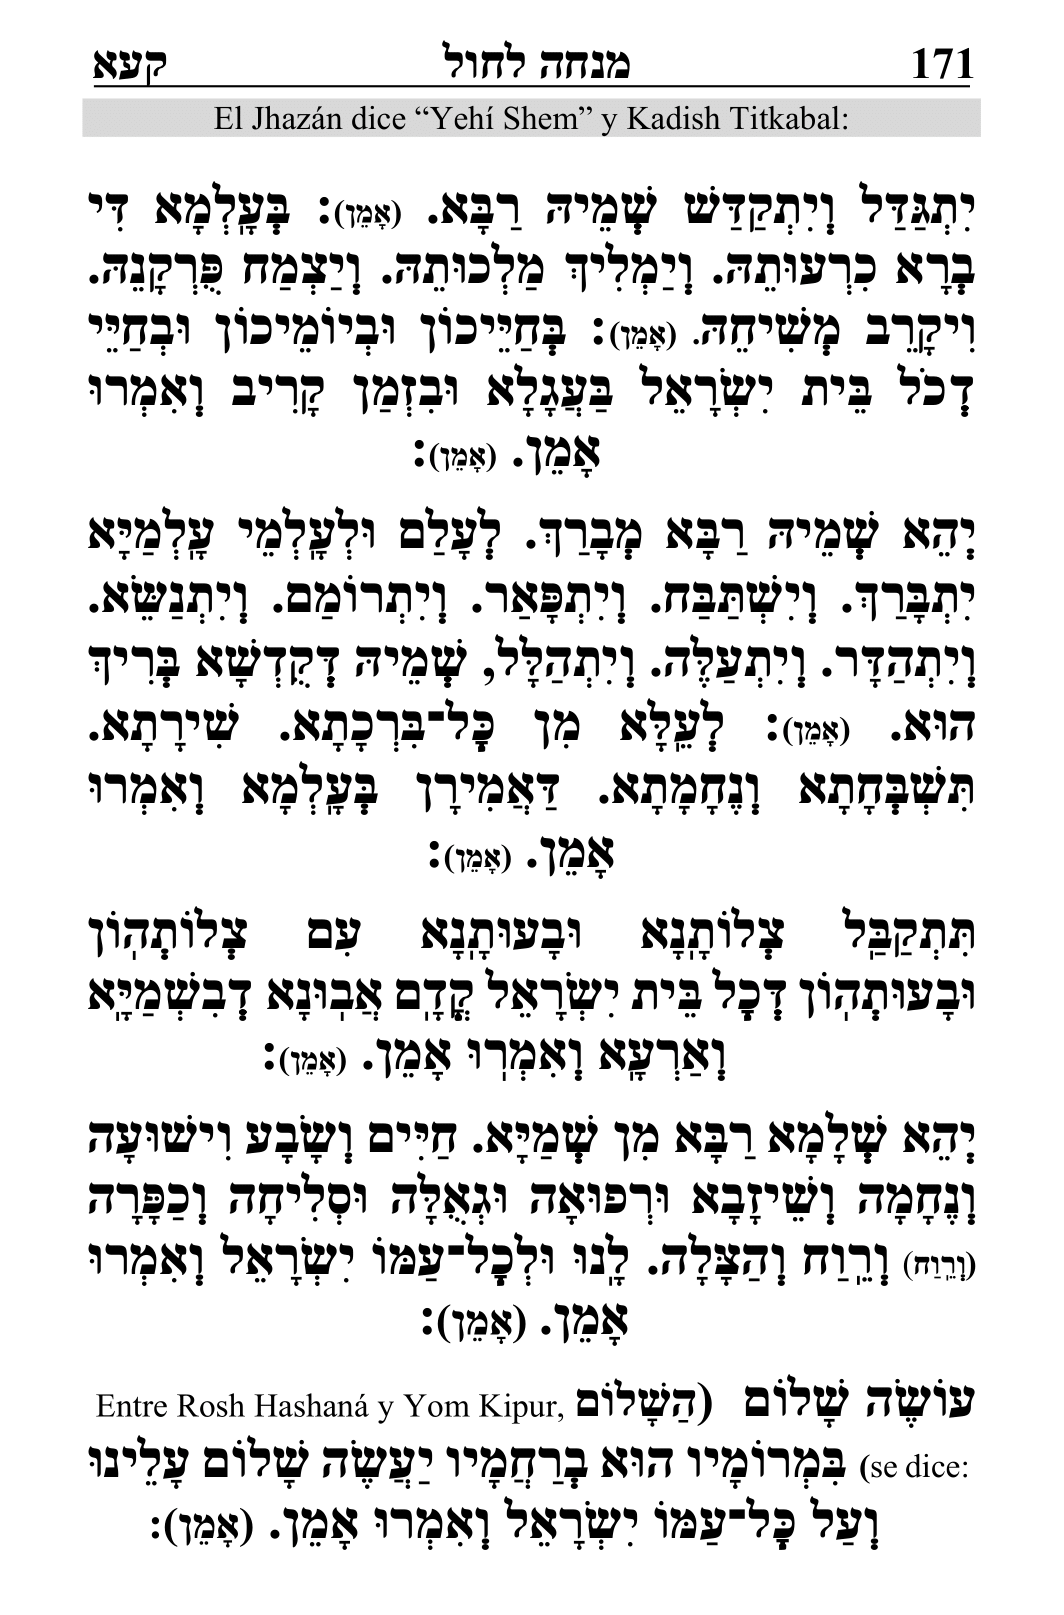 171 מנחה לחול קעא
El Jhazán dice “Yehí Shem” y Kadish Titkabal:
יִתְגַּדַּל וְיִתְקַדַּשׁ שְׁמֵיהּ רַבָּא. (אָמֵן): בְּעָלְמָא דִּי
בְרָא כִרְעוּתֵהּ. וְיַמְלִיךְ מַלְכוּתֵהּ. וְיַצְמַח פֻּרְקָנֵהּ.
וִיקָרֵב מְשִׁיחֵהּ. (אָמֵן): בְּחַיֵּיכוֹן וּבְיוֹמֵיכוֹן וּבְחַיֵּי
דְכֹל בֵּית יִשְׂרָאֵל בַּעֲגָלָא וּבִזְמַן קָרִיב וְאִמְרוּ
אָמֵן. (אָמֵן):
יְהֵא שְׁמֵיהּ רַבָּא מְבָרַךְ. לְעָלַם וּלְעָלְמֵי עָלְמַיָּא
יִתְבָּרַךְ. וְיִשְׁתַּבַּח. וְיִתְפָּאַר. וְיִתְרוֹמַם. וְיִתְנַשֵּׂא.
וְיִתְהַדָּר. וְיִתְעַלֶּה. וְיִתְהַלָּל, שְׁמֵיהּ דְּקֻדְשָׁא בְּרִיךְ
הוּא. (אָמֵן): לְעֵלָּא מִן כָּל־בִּרְכָתָא. שִׁירָתָא.
תִּשְׁבְּחָתָא וְנֶחָמָתָא. דַּאֲמִירָן בְּעָלְמָא וְאִמְרוּ
אָמֵן. (אָמֵן):
תִּתְקַבַּל צְלוֹתָנָא וּבָעוּתָנָא עִם צְלוֹתְהוֹן
וּבָעוּתְהוֹן דְּכָל בֵּית יִשְׂרָאֵל קֳדָם אֲבוּנָא דְבִשְׁמַיָּא
וְאַרְעָא וְאִמְרוּ אָמֵן. (אָמֵן):
יְהֵא שְׁלָמָא רַבָּא מִן שְׁמַיָּא. חַיִּים וְשָׂבָע וִישׁוּעָה
וְנֶחָמָה וְשֵׁיזָבָא וּרְפוּאָה וּגְאֻלָּה וּסְלִיחָה וְכַפָּרָה
(וְרֵוַח) וְרֵוַח וְהַצָּלָה. לָנוּ וּלְכָל־עַמּוֹ יִשְׂרָאֵל וְאִמְרוּ
אָמֵן. (אָמֵן):
עוֹשֶׂה שָׁלוֹם (הַשָּׁלוֹם Entre Rosh Hashaná y Yom Kipur,
se dice:) בִּמְרוֹמָיו הוּא בְרַחֲמָיו יַעֲשֶׂה שָׁלוֹם עָלֵינוּ
וְעַל כָּל־עַמּוֹ יִשְׂרָאֵל וְאִמְרוּ אָמֵן. (אָמֵן):